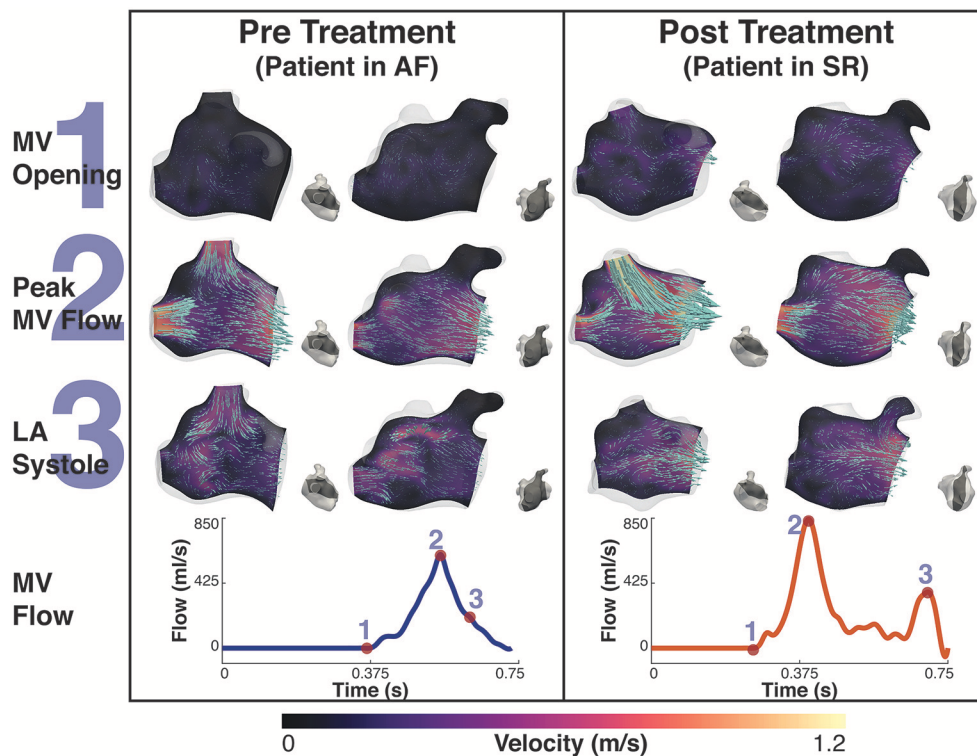 Pre Treatment
(Patient in AF)
Post Treatment
(Patient in SR)
1
MV
Opening
2
Peak
MV Flow
3
LA
Systole
MV
Flow
850
425
0
Flow (ml/s)
1
2
3
0
0.375
0.75
Time (s)
850
425
0
Flow (ml/s)
1
2
3
0
0.375
0.75
Time (s)
0
Velocity (m/s)
1.2